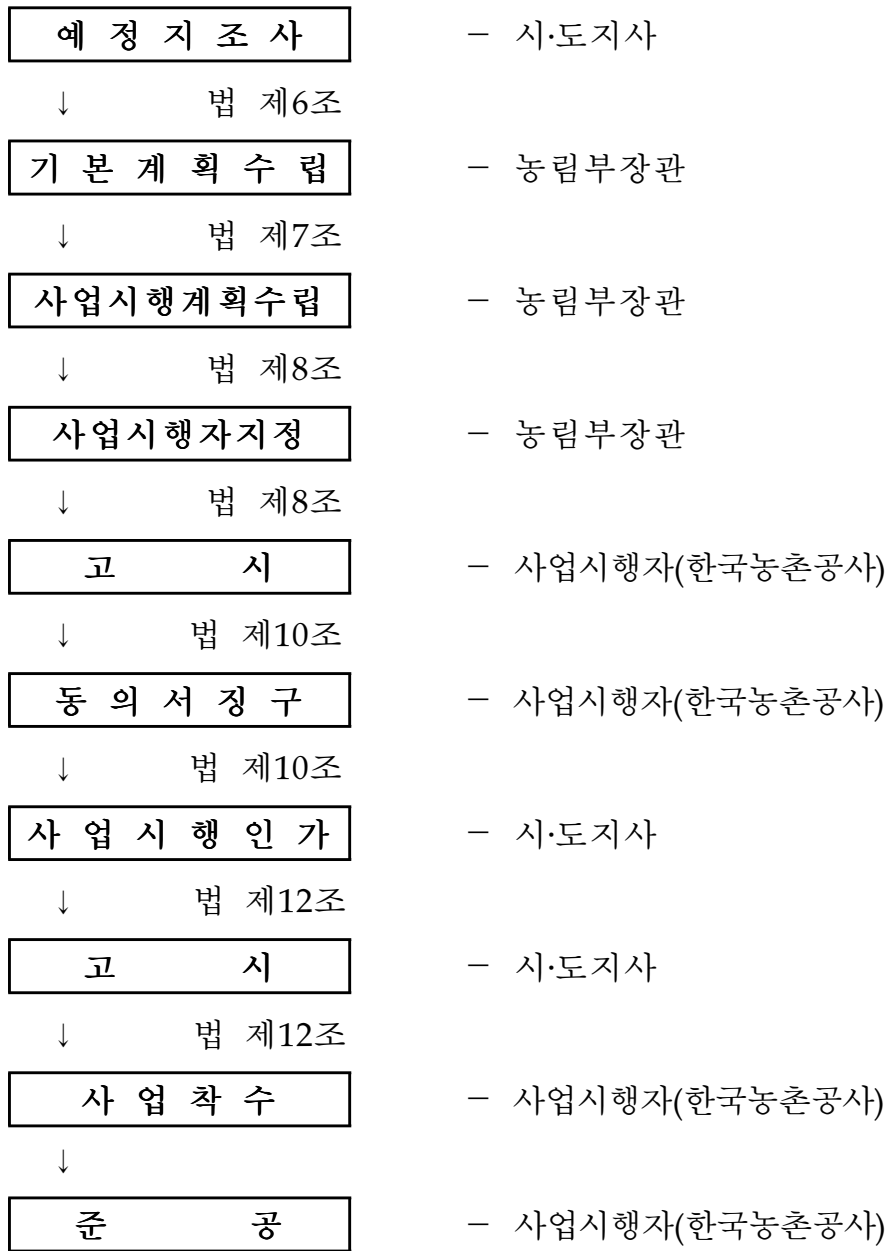 예 정 지 조 사 － 시·도지사
↓ 법 제6조
기 본 계 획 수 립 － 농림부장관
↓ 법 제7조
사업시행계획수립 － 농림부장관
↓ 법 제8조
사업시행자지정 － 농림부장관
↓ 법 제8조
고 시 － 사업시행자(한국농촌공사)
↓ 법 제10조
동 의 서 징 구 － 사업시행자(한국농촌공사)
↓ 법 제10조
사 업 시 행 인 가 － 시·도지사
↓ 법 제12조
고 시 － 시·도지사
↓ 법 제12조
사 업 착 수 － 사업시행자(한국농촌공사)
↓
준 공 － 사업시행자(한국농촌공사)